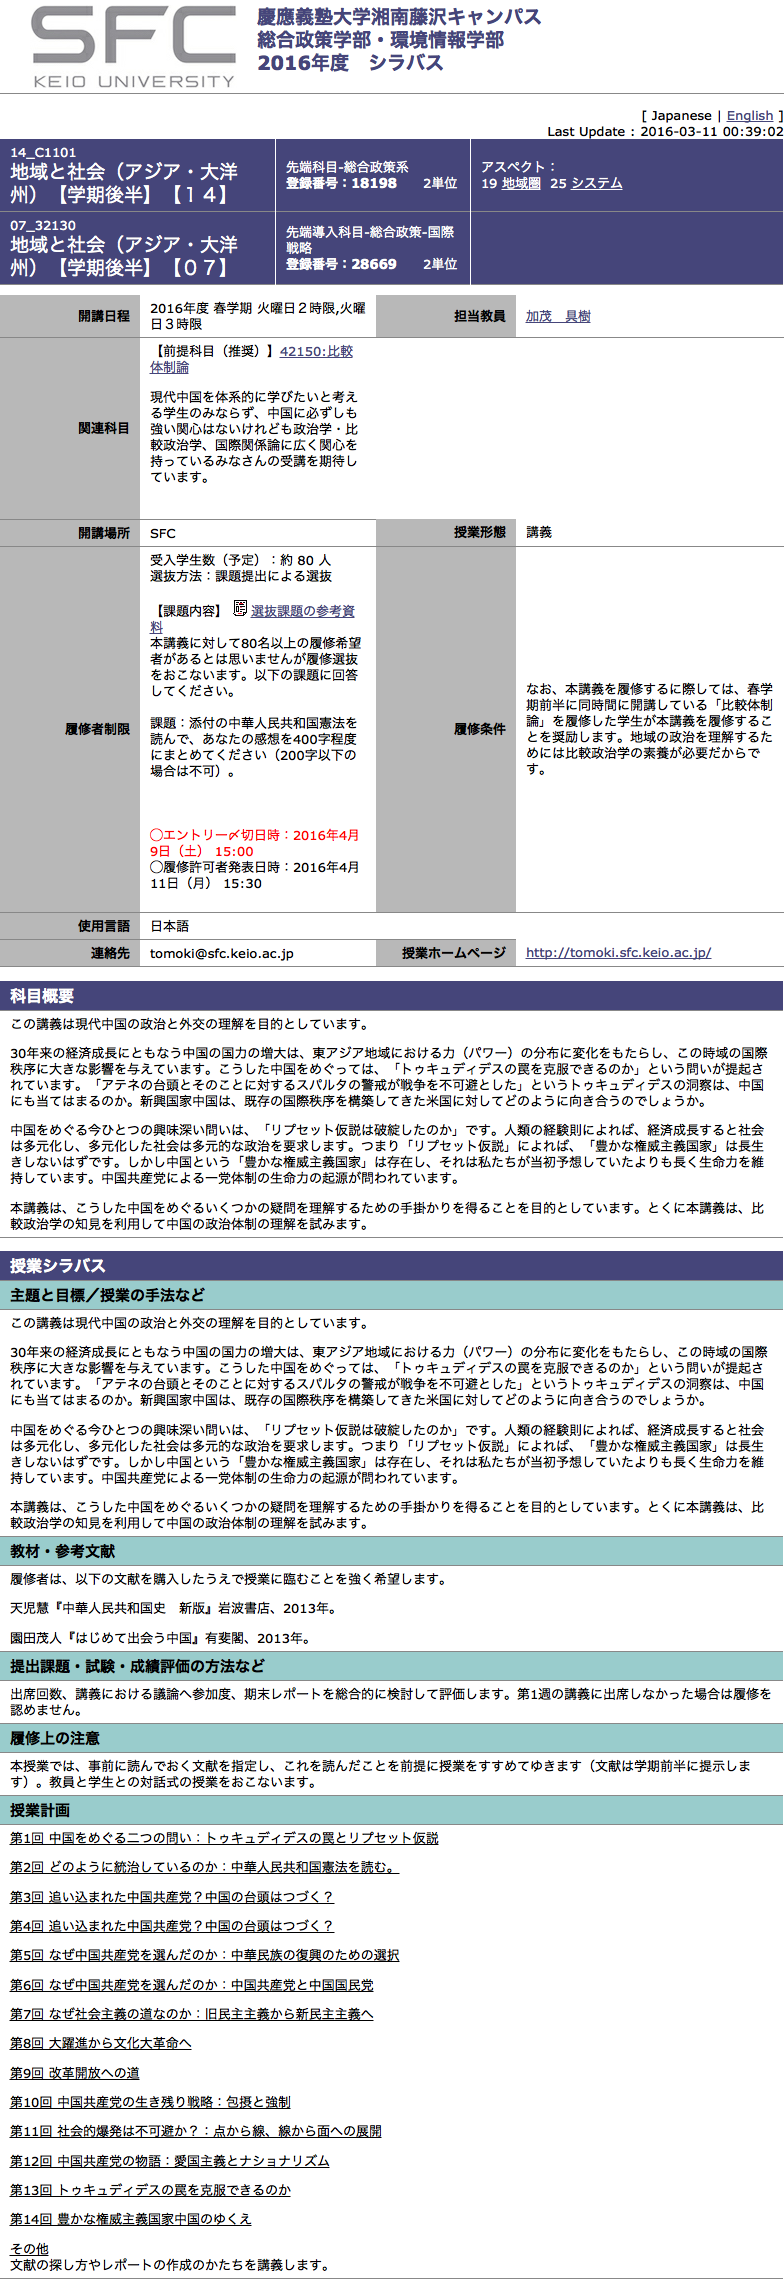 SFC
KEIO UNIVERSITY
慶應義塾大学湘南藤沢キャンパス
総合政策学部・環境情報学部
2016年度　シラバス
[ Japanese | English ]
Last Update : 2016-03-11 00:39:02
14_C1101
地域と社会（アジア・大洋
州）【学期後半】【１４】
先端科目-総合政策系
登録番号：18198　2単位
アスペクト：
19 地域圏 25 システム
07_32130
地域と社会（アジア・大洋
州）【学期後半】【０７】
先端導入科目-総合政策-国際
戦略
登録番号：28669　2単位
開講日程
2016年度 春学期 火曜日２時限,火曜
日３時限
担当教員
加茂　具樹
関連科目
【前提科目（推奨）】42150:比較
体制論
現代中国を体系的に学びたいと考え
る学生のみならず、中国に必ずしも
強い関心はないけれども政治学・比
較政治学、国際関係論に広く関心を
持っているみなさんの受講を期待し
ています。
開講場所
SFC
授業形態
講義
履修者制限
受入学生数（予定）：約 80 人
選抜方法：課題提出による選抜
【課題内容】 選抜課題の参考資
料
本講義に対して80名以上の履修希望
者があるとは思いませんが履修選抜
をおこないます。以下の課題に回答
してください。
課題：添付の中華人民共和国憲法を
読んで、あなたの感想を400字程度
にまとめてください（200字以下の
場合は不可）。
◯エントリー〆切日時：2016年4月
9日（土） 15:00
◯履修許可者発表日時：2016年4月
11日（月） 15:30
履修条件
なお、本講義を履修するに際しては、春学
期前半に同時間に開講している「比較体制
論」を履修した学生が本講義を履修するこ
とを奨励します。地域の政治を理解するた
めには比較政治学の素養が必要だからで
す。
使用言語
日本語
連絡先
tomoki@sfc.keio.ac.jp
授業ホームページ
http://tomoki.sfc.keio.ac.jp/
科目概要
この講義は現代中国の政治と外交の理解を目的としています。
30年来の経済成長にともなう中国の国力の増大は、東アジア地域における力（パワー）の分布に変化をもたらし、この時域の国際
秩序に大きな影響を与えています。こうした中国をめぐっては、「トゥキュディデスの罠を克服できるのか」という問いが提起さ
れています。「アテネの台頭とそのことに対するスパルタの警戒が戦争を不可避とした」というトゥキュディデスの洞察は、中国
にも当てはまるのか。新興国家中国は、既存の国際秩序を構築してきた米国に対してどのように向き合うのでしょうか。
中国をめぐる今ひとつの興味深い問いは、「リプセット仮説は破綻したのか」です。人類の経験則によれば、経済成長すると社会
は多元化し、多元化した社会は多元的な政治を要求します。つまり「リプセット仮説」によれば、「豊かな権威主義国家」は長生
きしないはずです。しかし中国という「豊かな権威主義国家」は存在し、それは私たちが当初予想していたよりも長く生命力を維
持しています。中国共産党による一党体制の生命力の起源が問われています。
本講義は、こうした中国をめぐるいくつかの疑問を理解するための手掛かりを得ることを目的としています。とくに本講義は、比
較政治学の知見を利用して中国の政治体制の理解を試みます。
授業シラバス
主題と目標／授業の手法など
この講義は現代中国の政治と外交の理解を目的としています。
30年来の経済成長にともなう中国の国力の増大は、東アジア地域における力（パワー）の分布に変化をもたらし、この時域の国際
秩序に大きな影響を与えています。こうした中国をめぐっては、「トゥキュディデスの罠を克服できるのか」という問いが提起さ
れています。「アテネの台頭とそのことに対するスパルタの警戒が戦争を不可避とした」というトゥキュディデスの洞察は、中国
にも当てはまるのか。新興国家中国は、既存の国際秩序を構築してきた米国に対してどのように向き合うのでしょうか。
中国をめぐる今ひとつの興味深い問いは、「リプセット仮説は破綻したのか」です。人類の経験則によれば、経済成長すると社会
は多元化し、多元化した社会は多元的な政治を要求します。つまり「リプセット仮説」によれば、「豊かな権威主義国家」は長生
きしないはずです。しかし中国という「豊かな権威主義国家」は存在し、それは私たちが当初予想していたよりも長く生命力を維
持しています。中国共産党による一党体制の生命力の起源が問われています。
本講義は、こうした中国をめぐるいくつかの疑問を理解するための手掛かりを得ることを目的としています。とくに本講義は、比
較政治学の知見を利用して中国の政治体制の理解を試みます。
教材・参考文献
履修者は、以下の文献を購入したうえで授業に臨むことを強く希望します。
天児慧『中華人民共和国史　新版』岩波書店、2013年。
園田茂人『はじめて出会う中国』有斐閣、2013年。
提出課題・試験・成績評価の方法など
出席回数、講義における議論へ参加度、期末レポートを総合的に検討して評価します。第1週の講義に出席しなかった場合は履修を
認めません。
履修上の注意
本授業では、事前に読んでおく文献を指定し、これを読んだことを前提に授業をすすめてゆきます（文献は学期前半に提示しま
す）。教員と学生との対話式の授業をおこないます。
授業計画
第1回 中国をめぐる二つの問い：トゥキュディデスの罠とリプセット仮説
第2回 どのように統治しているのか：中華人民共和国憲法を読む。
第3回 追い込まれた中国共産党？中国の台頭はつづく？
第4回 追い込まれた中国共産党？中国の台頭はつづく？
第5回 なぜ中国共産党を選んだのか：中華民族の復興のための選択
第6回 なぜ中国共産党を選んだのか：中国共産党と中国国民党
第7回 なぜ社会主義の道なのか：旧民主主義から新民主主義へ
第8回 大躍進から文化大革命へ
第9回 改革開放への道
第10回 中国共産党の生き残り戦略：包摂と強制
第11回 社会的爆発は不可避か？：点から線、線から面への展開
第12回 中国共産党の物語：愛国主義とナショナリズム
第13回 トゥキュディデスの罠を克服できるのか
第14回 豊かな権威主義国家中国のゆくえ
その他
文献の探し方やレポートの作成のかたちを講義します。